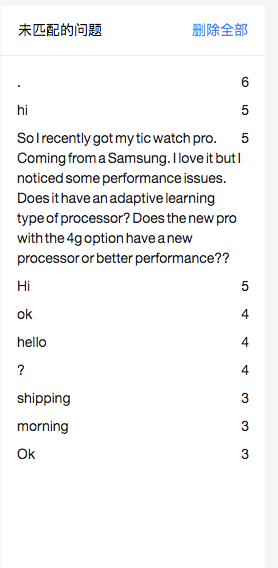 未匹配的问题 删除全部
. 6
hi 5
So I recently got my tic watch pro. 5
Coming from a Samsung. I love it but I
noticed some performance issues.
Does it have an adaptive learning
type of processor? Does the new pro
with the 4g option have a new
processor or better performance??
Hi 5
ok 4
hello 4
? 4
shipping 3
morning 3
Ok 3